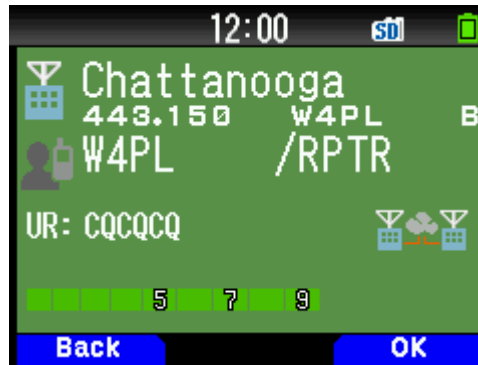 12:00 SD
Chattanooga
443.150 W4PL B
W4PL /RPTR
UR: CQCQCQ
5 7 9
Back OK